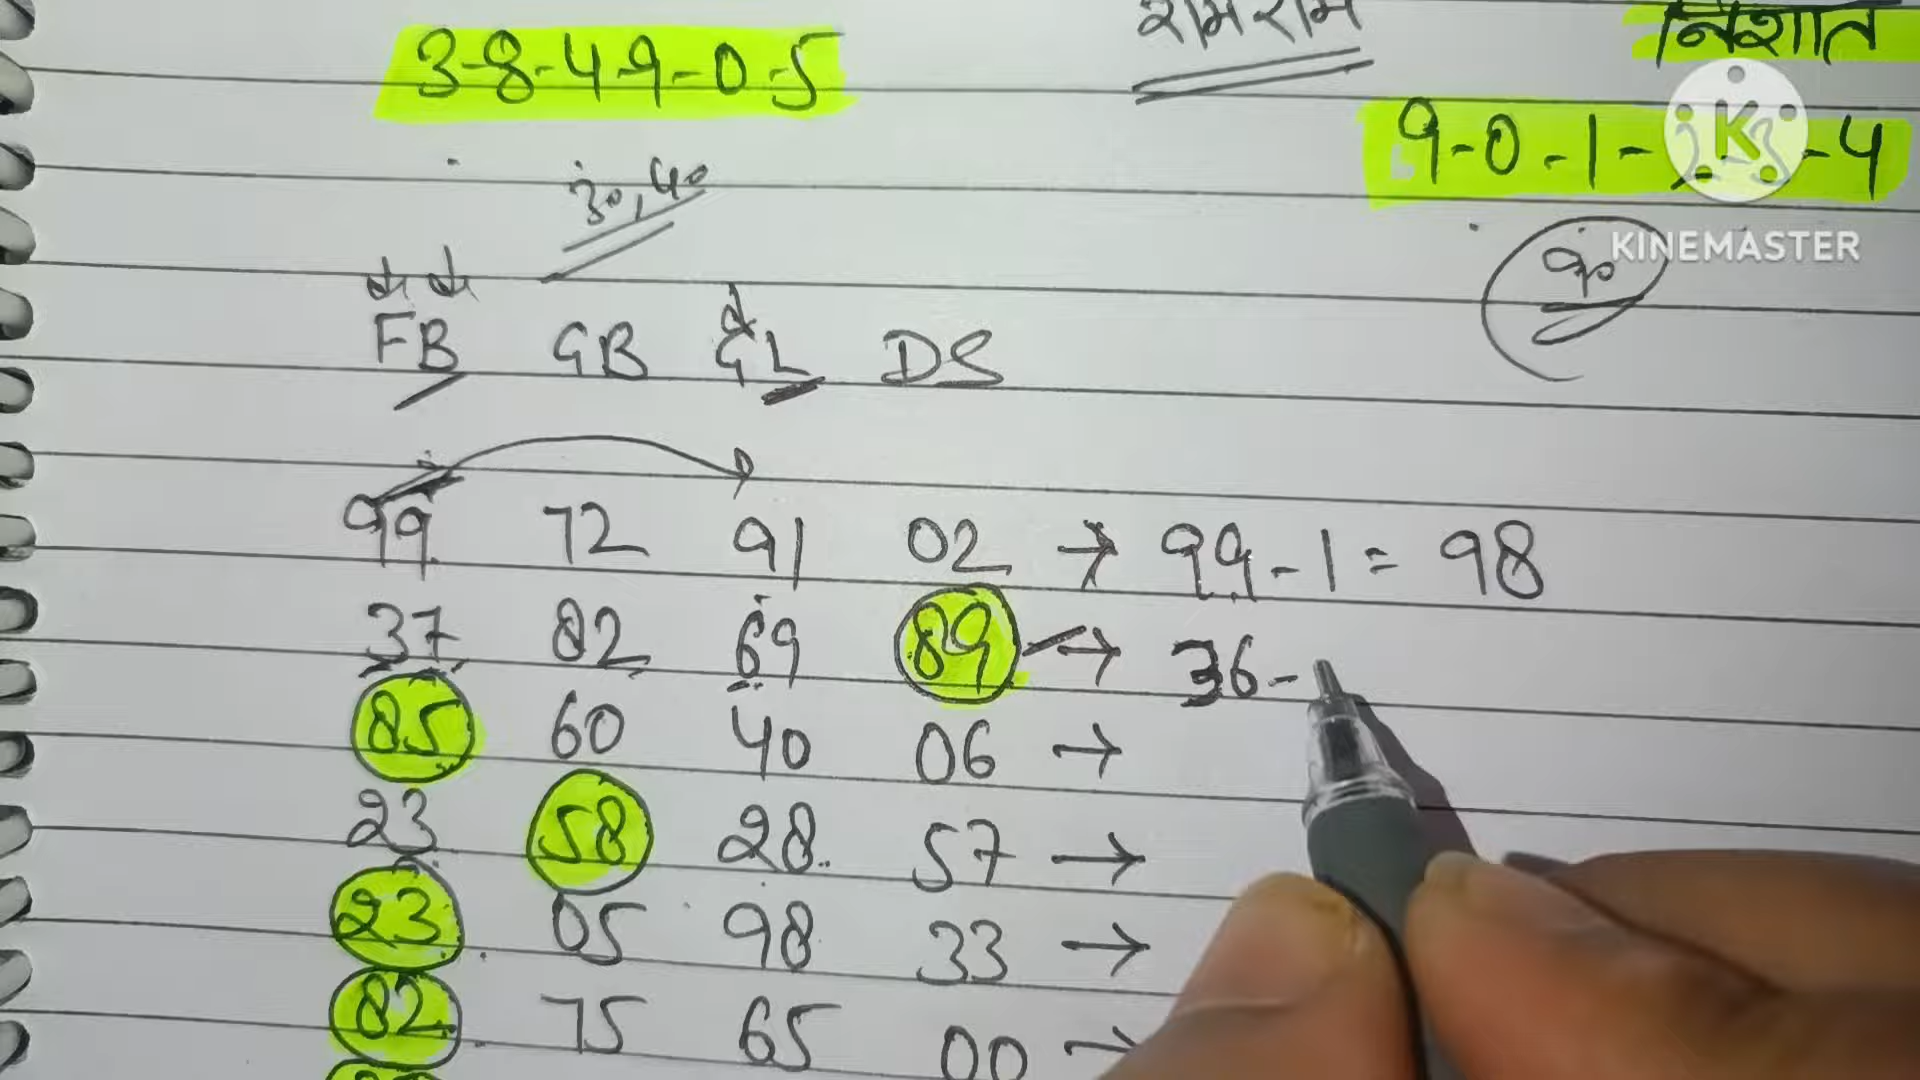 राम राम
निशांत
3-8-4-9-0-5
9-0-1- -4
30,40
90
KINEMASTER
FB GB GL DS
99 72 91 02 → 99-1=98
37 82 69 89 → 36-
85 60 40 06 →
23 58 28 57 →
23 05 98 33 →
82 75 65 00 →